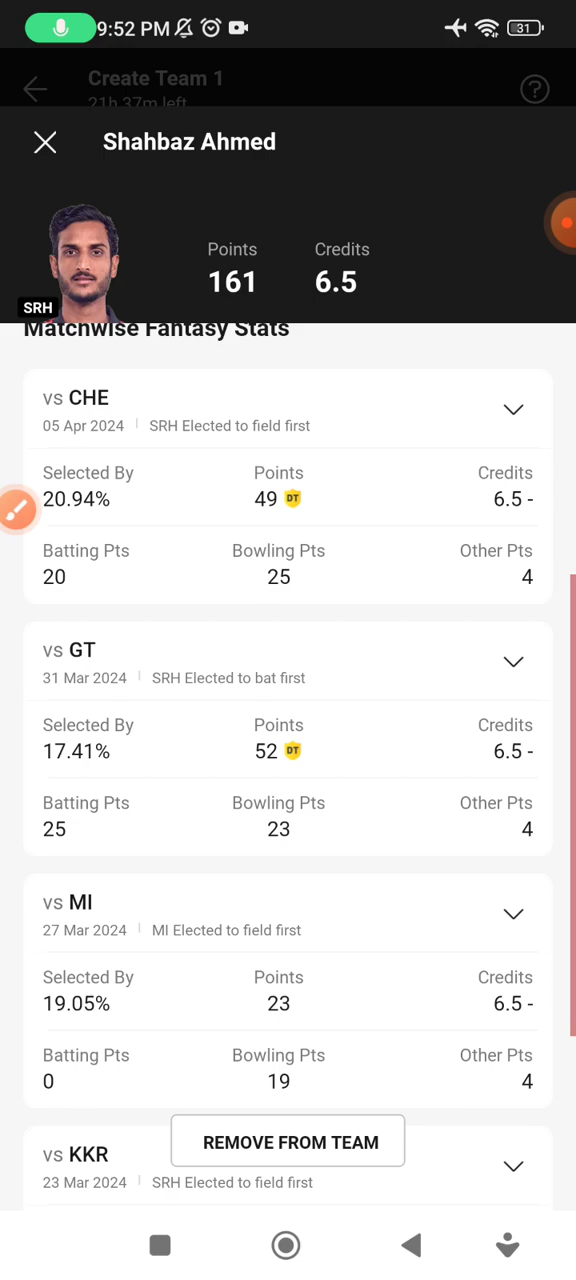 9:52 PM 31
Create Team 1
21h 37m left
Shahbaz Ahmed
Points Credits
161 6.5
SRH
Matchwise Fantasy Stats
vs CHE
05 Apr 2024 SRH Elected to field first
Selected By Points Credits
20.94% 49 DT 6.5 -
Batting Pts Bowling Pts Other Pts
20 25 4
vs GT
31 Mar 2024 SRH Elected to bat first
Selected By Points Credits
17.41% 52 DT 6.5 -
Batting Pts Bowling Pts Other Pts
25 23 4
vs MI
27 Mar 2024 MI Elected to field first
Selected By Points Credits
19.05% 23 6.5 -
Batting Pts Bowling Pts Other Pts
0 19 4
REMOVE FROM TEAM
vs KKR
23 Mar 2024 SRH Elected to field first